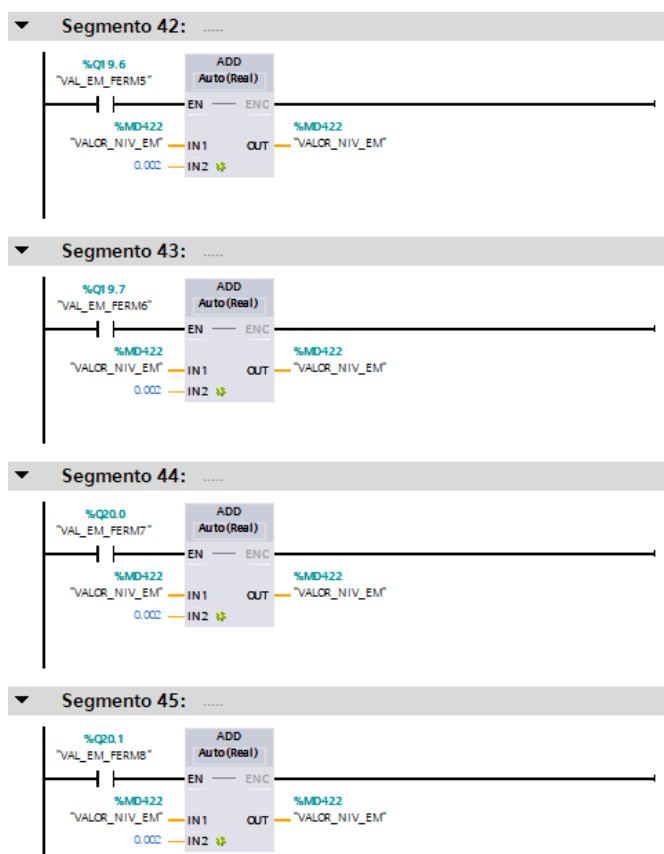 Segmento 42: .....
%Q19.6
"VAL_EM_FERM5"
ADD
Auto (Real)
EN ENO
%MD422
"VALOR_NIV_EM" IN1
OUT %MD422
"VALOR_NIV_EM"
0.002 IN2
Segmento 43: .....
%Q19.7
"VAL_EM_FERM6"
ADD
Auto (Real)
EN ENO
%MD422
"VALOR_NIV_EM" IN1
OUT %MD422
"VALOR_NIV_EM"
0.002 IN2
Segmento 44: .....
%Q20.0
"VAL_EM_FERM7"
ADD
Auto (Real)
EN ENO
%MD422
"VALOR_NIV_EM" IN1
OUT %MD422
"VALOR_NIV_EM"
0.002 IN2
Segmento 45: .....
%Q20.1
"VAL_EM_FERM8"
ADD
Auto (Real)
EN ENO
%MD422
"VALOR_NIV_EM" IN1
OUT %MD422
"VALOR_NIV_EM"
0.002 IN2